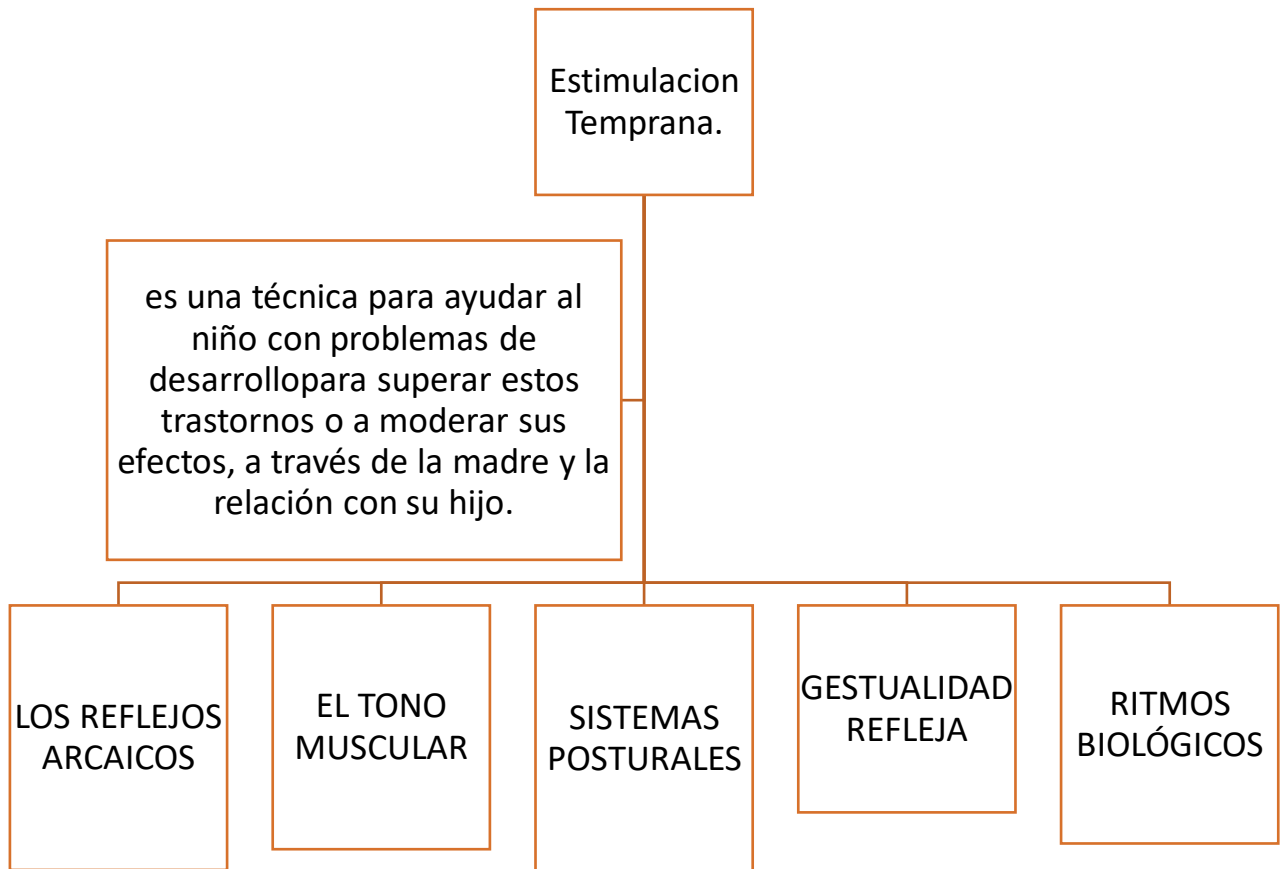 Estimulacion
Temprana.
es una técnica para ayudar al
niño con problemas de
desarrollopara superar estos
trastornos o a moderar sus
efectos, a través de la madre y la
relación con su hijo.
LOS REFLEJOS
ARCAICOS
EL TONO
MUSCULAR
SISTEMAS
POSTURALES
GESTUALIDAD
REFLEJA
RITMOS
BIOLÓGICOS